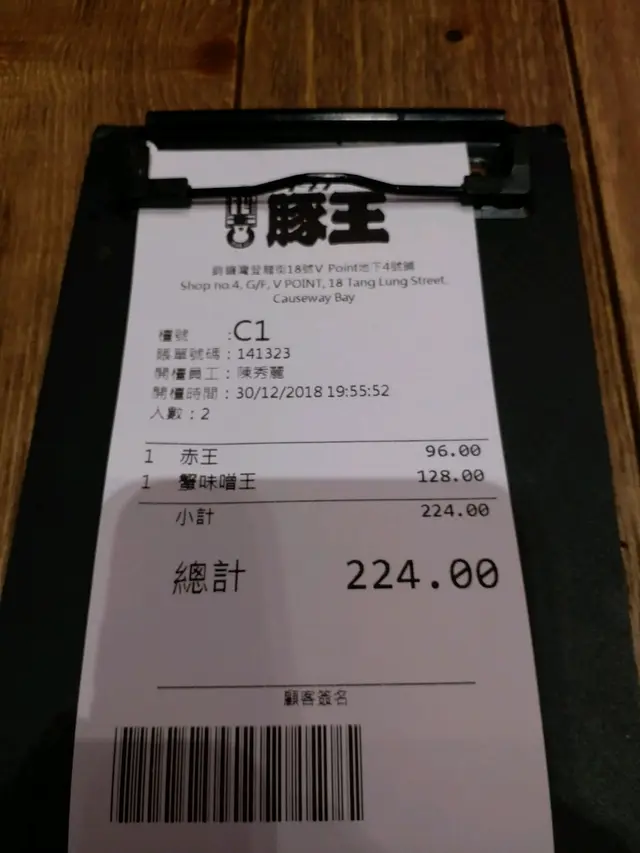 豚王
銅鑼灣登龍街18號V Point地下4號舖
Shop no.4, G/F, V POINT, 18 Tang Lung Street,
Causeway Bay
檯號 :C1
賬單號碼：141323
開檯員工：陳秀麗
開檯時間：30/12/2018 19:55:52
人數：2
1 赤王 96.00
1 蟹味噌王 128.00
小計 224.00
總計 224.00
顧客簽名